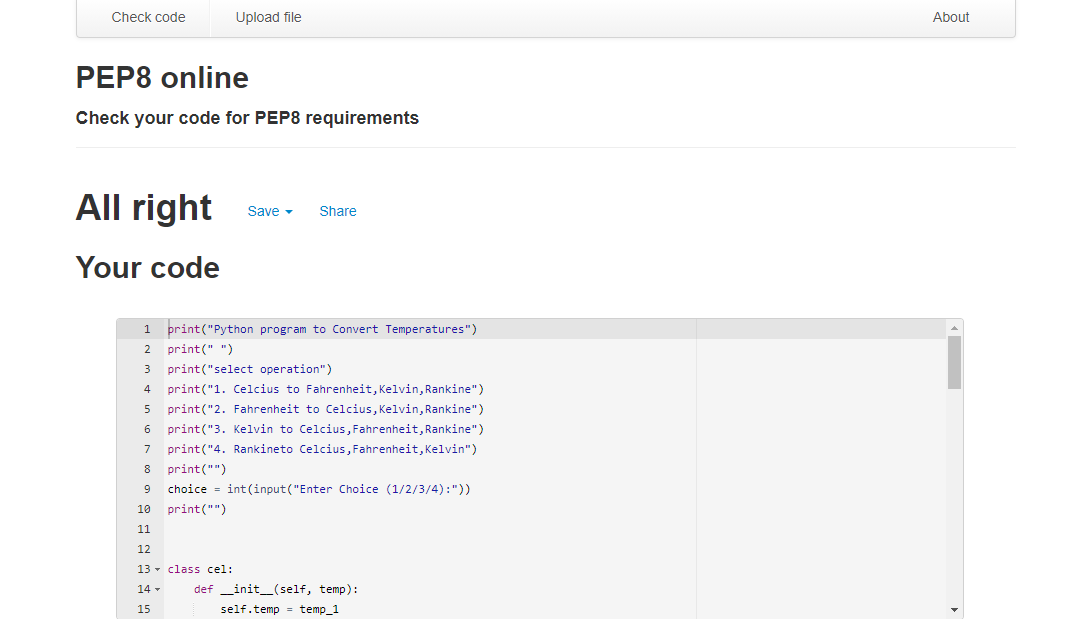 Check code
Upload file
About
PEP8 online
Check your code for PEP8 requirements
All right
Save
Share
Your code
1 print("Python program to Convert Temperatures")
2 print(" ")
3 print("select operation")
4 print("1. Celcius to Fahrenheit,Kelvin,Rankine")
5 print("2. Fahrenheit to Celcius,Kelvin,Rankine")
6 print("3. Kelvin to Celcius,Fahrenheit,Rankine")
7 print("4. Rankineto Celcius,Fahrenheit,Kelvin")
8 print("")
9 choice = int(input("Enter Choice (1/2/3/4):"))
10 print("")
11
12
13 class cel:
14     def __init__(self, temp):
15         self.temp = temp_1